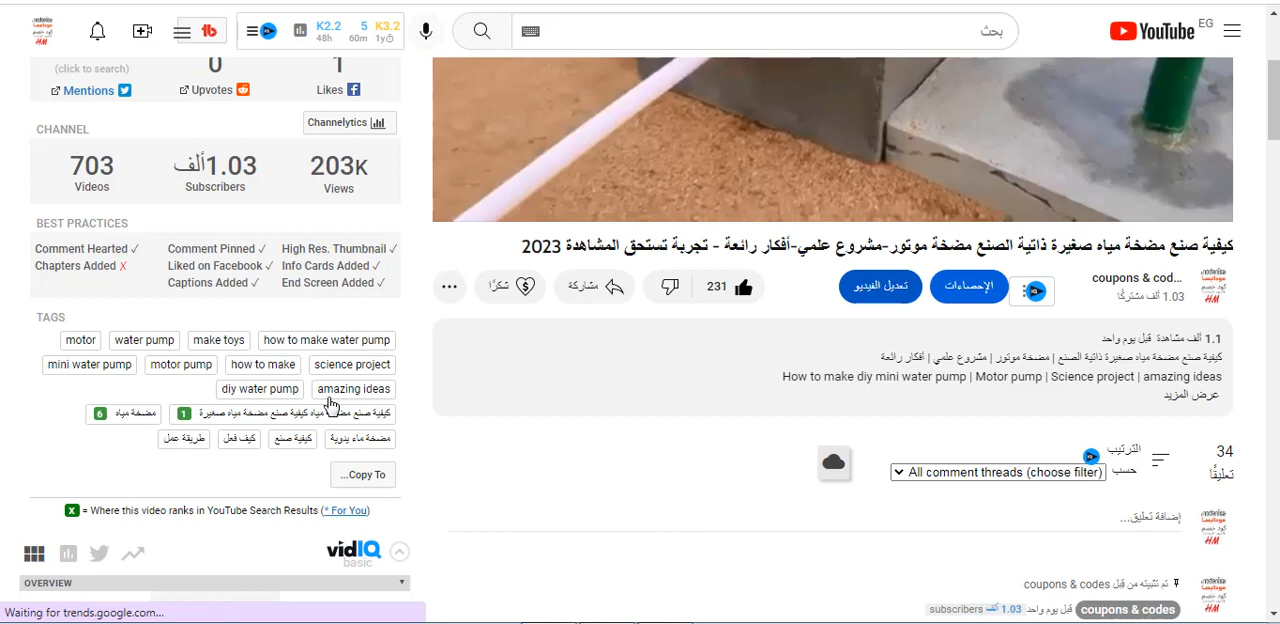 K2.2 5 K3.2
48h 60m 1y
بحث
YouTube EG
(click to search) 0 1
Mentions Upvotes Likes
CHANNEL Channelytics
703 1.03ألف 203K
Videos Subscribers Views
BEST PRACTICES
Comment Hearted ✓ Comment Pinned ✓ High Res. Thumbnail ✓
Chapters Added ✗ Liked on Facebook ✓ Info Cards Added ✓
Captions Added ✓ End Screen Added ✓
TAGS
motor water pump make toys how to make water pump
mini water pump motor pump how to make science project
diy water pump amazing ideas
كيفية صنع مضخة مياه كيفية صنع مضخة مياه صغيرة 1 مضخة مياه 6
مضخة ماء يدوية كيفية صنع كيف فعل طريقة عمل
Copy To...
X = Where this video ranks in YouTube Search Results (* For You)
vidIQ
basic
OVERVIEW
Waiting for trends.google.com...
كيفية صنع مضخة مياه صغيرة ذاتية الصنع مضخة موتور-مشروع علمي-أفكار رائعة - تجربة تستحق المشاهدة 2023
coupons & cod...
1.03 ألف مشتركًا
الإحصاءات
تعديل الفيديو
231
مشاركة
شكرًا
1.1 ألف مشاهدة قبل يوم واحد
كيفية صنع مضخة مياه صغيرة ذاتية الصنع | مضخة موتور | مشروع علمي | أفكار رائعة
How to make diy mini water pump | Motor pump | Science project | amazing ideas
عرض المزيد
34 تعليقًا
الترتيب حسب
All comment threads (choose filter)
إضافة تعليق...
تم تثبيته من قِبل coupons & codes
coupons & codes قبل يوم واحد 1.03 ألف subscribers